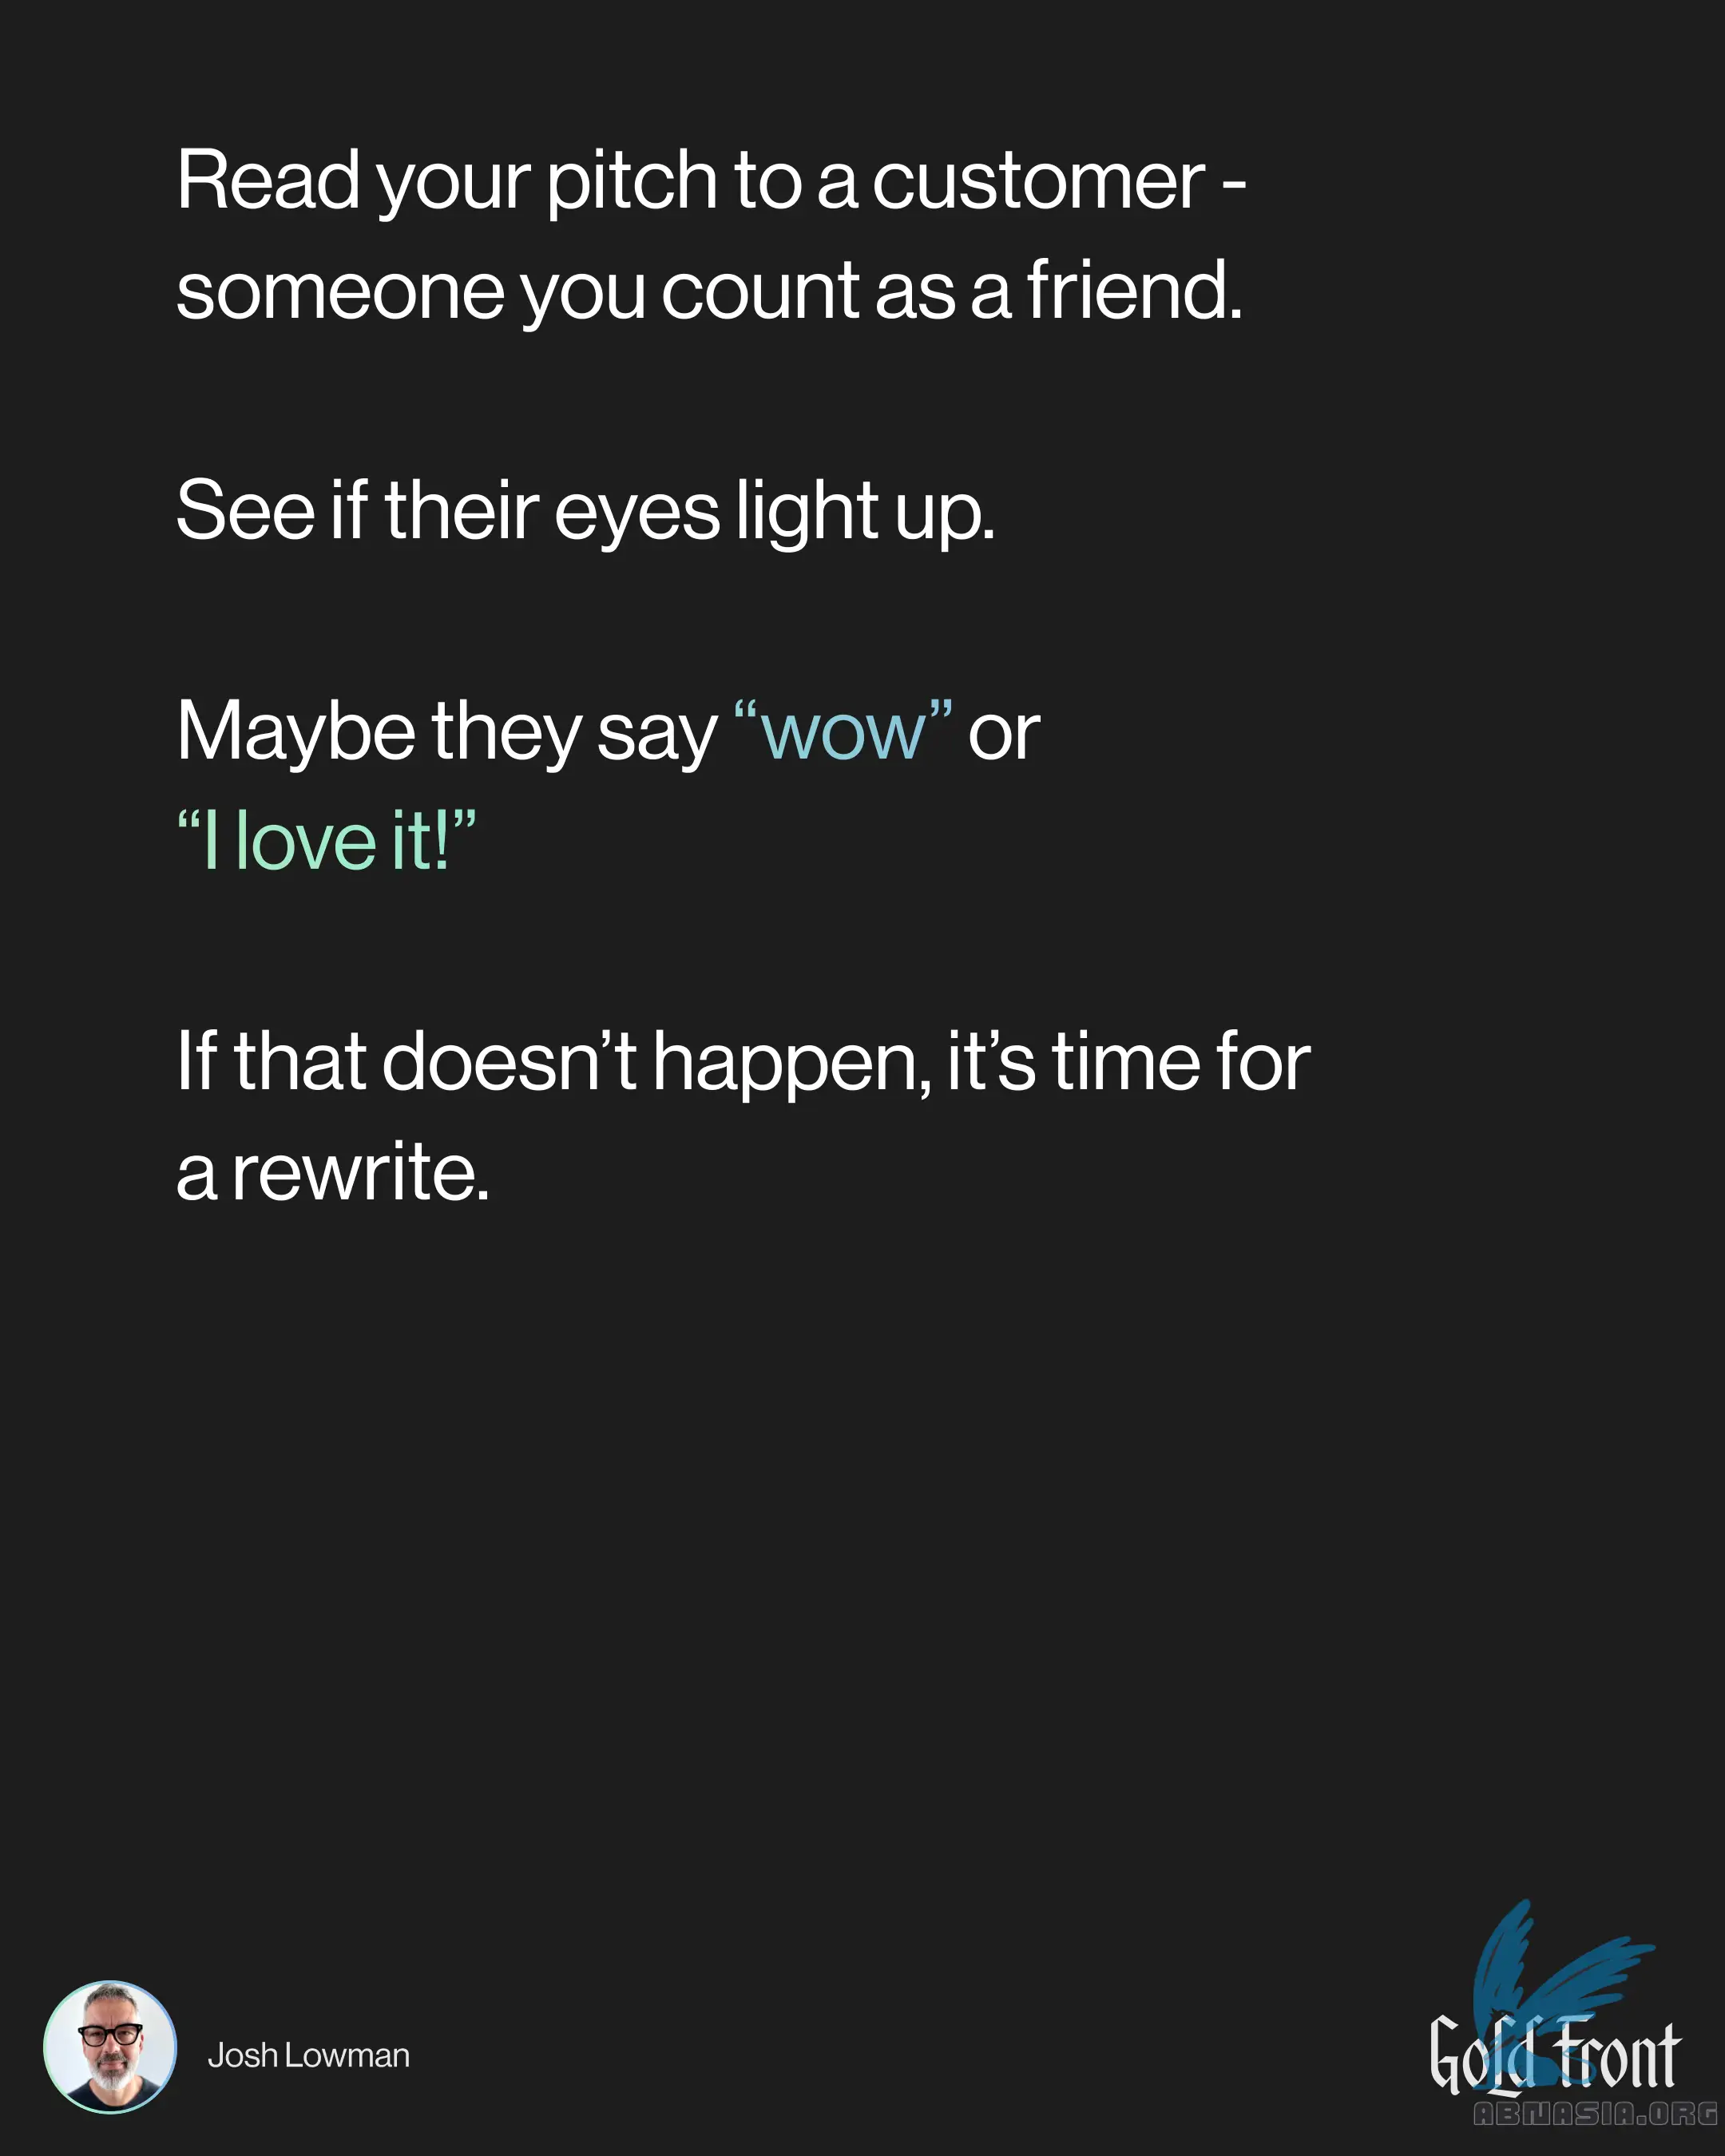 Read your pitch to a customer -
someone you count as a friend.
See if their eyes light up.
Maybe they say “wow” or
“I love it!”
If that doesn’t happen, it’s time for
a rewrite.
Josh Lowman
Gold Front
ABNASIA.ORG